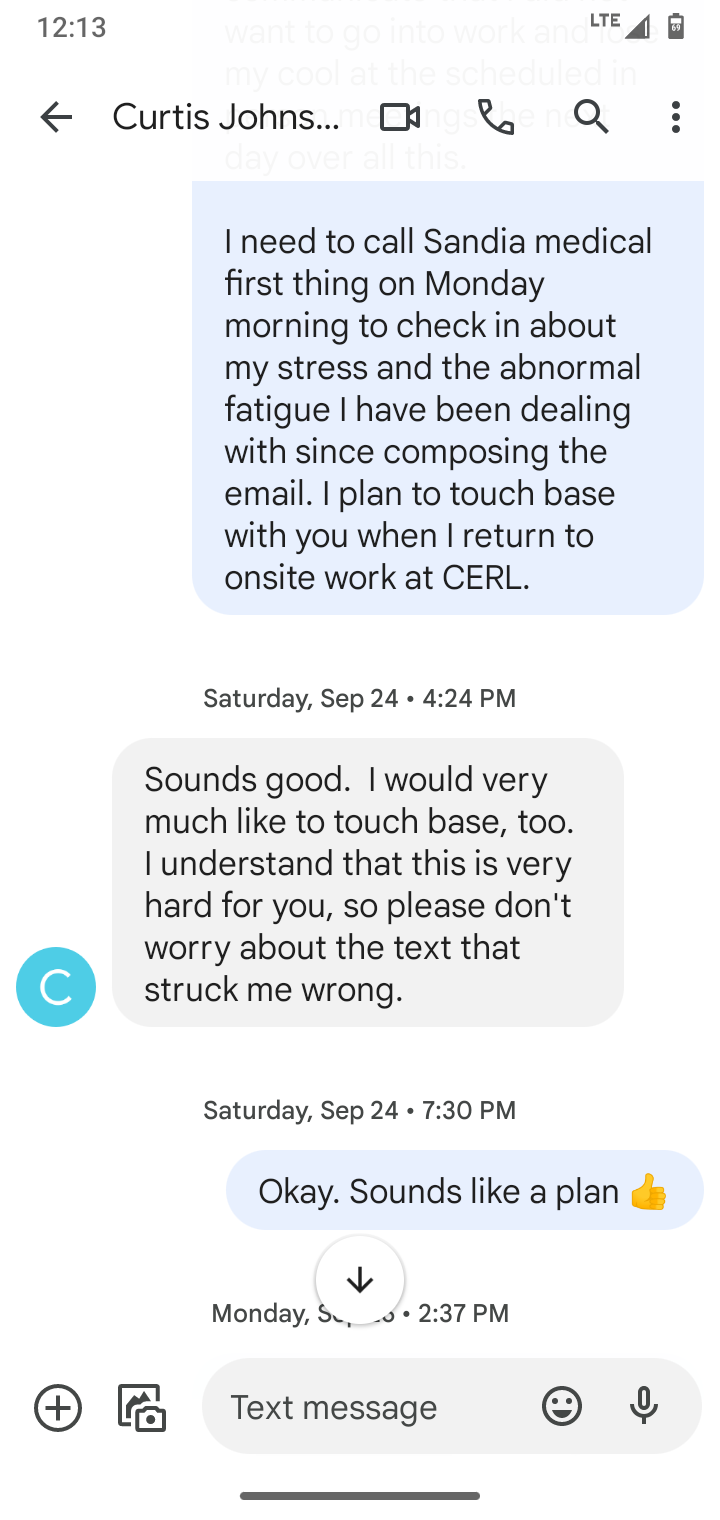 12:13
LTE
69
want to go into work and lose
my cool at the scheduled in
Curtis Johns...
day over all this.
I need to call Sandia medical
first thing on Monday
morning to check in about
my stress and the abnormal
fatigue I have been dealing
with since composing the
email. I plan to touch base
with you when I return to
onsite work at CERL.
Saturday, Sep 24 • 4:24 PM
Sounds good.  I would very
much like to touch base, too.
I understand that this is very
hard for you, so please don't
worry about the text that
struck me wrong.
C
Saturday, Sep 24 • 7:30 PM
Okay. Sounds like a plan 👍
Monday, • 2:37 PM
Text message